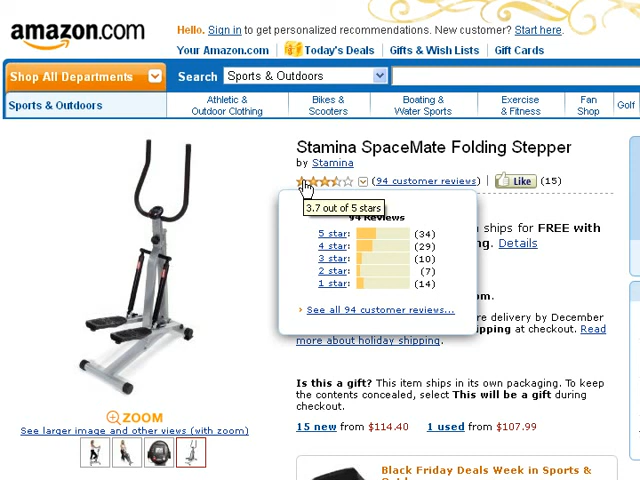 amazon.com
Hello. Sign in to get personalized recommendations. New customer? Start here.
Your Amazon.com
Today's Deals
Gifts & Wish Lists
Gift Cards
Shop All Departments
Search
Sports & Outdoors
Sports & Outdoors
Athletic & Outdoor Clothing
Bikes & Scooters
Boating & Water Sports
Exercise & Fitness
Fan Shop
Golf
Stamina SpaceMate Folding Stepper
by Stamina
(94 customer reviews)
Like
(15)
3.7 out of 5 stars
94 Reviews
5 star: (34)
4 star: (29)
3 star: (10)
2 star: (7)
1 star: (14)
See all 94 customer reviews...
ships for FREE with
Details
re delivery by December
at checkout. Read
more about holiday shipping.
Is this a gift? This item ships in its own packaging. To keep
the contents concealed, select This will be a gift during
checkout.
15 new from $114.40
1 used from $107.99
ZOOM
See larger image and other views (with zoom)
Black Friday Deals Week in Sports &